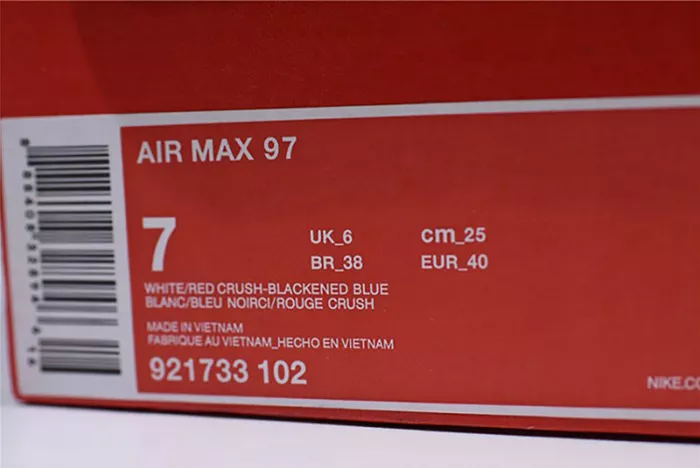 AIR MAX 97
7
UK_6 cm_25
BR_38 EUR_40
WHITE/RED CRUSH-BLACKENED BLUE
BLANC/BLEU NOIRCI/ROUGE CRUSH
MADE IN VIETNAM
FABRIQUE AU VIETNAM_HECHO EN VIETNAM
921733 102
NIKE.CO